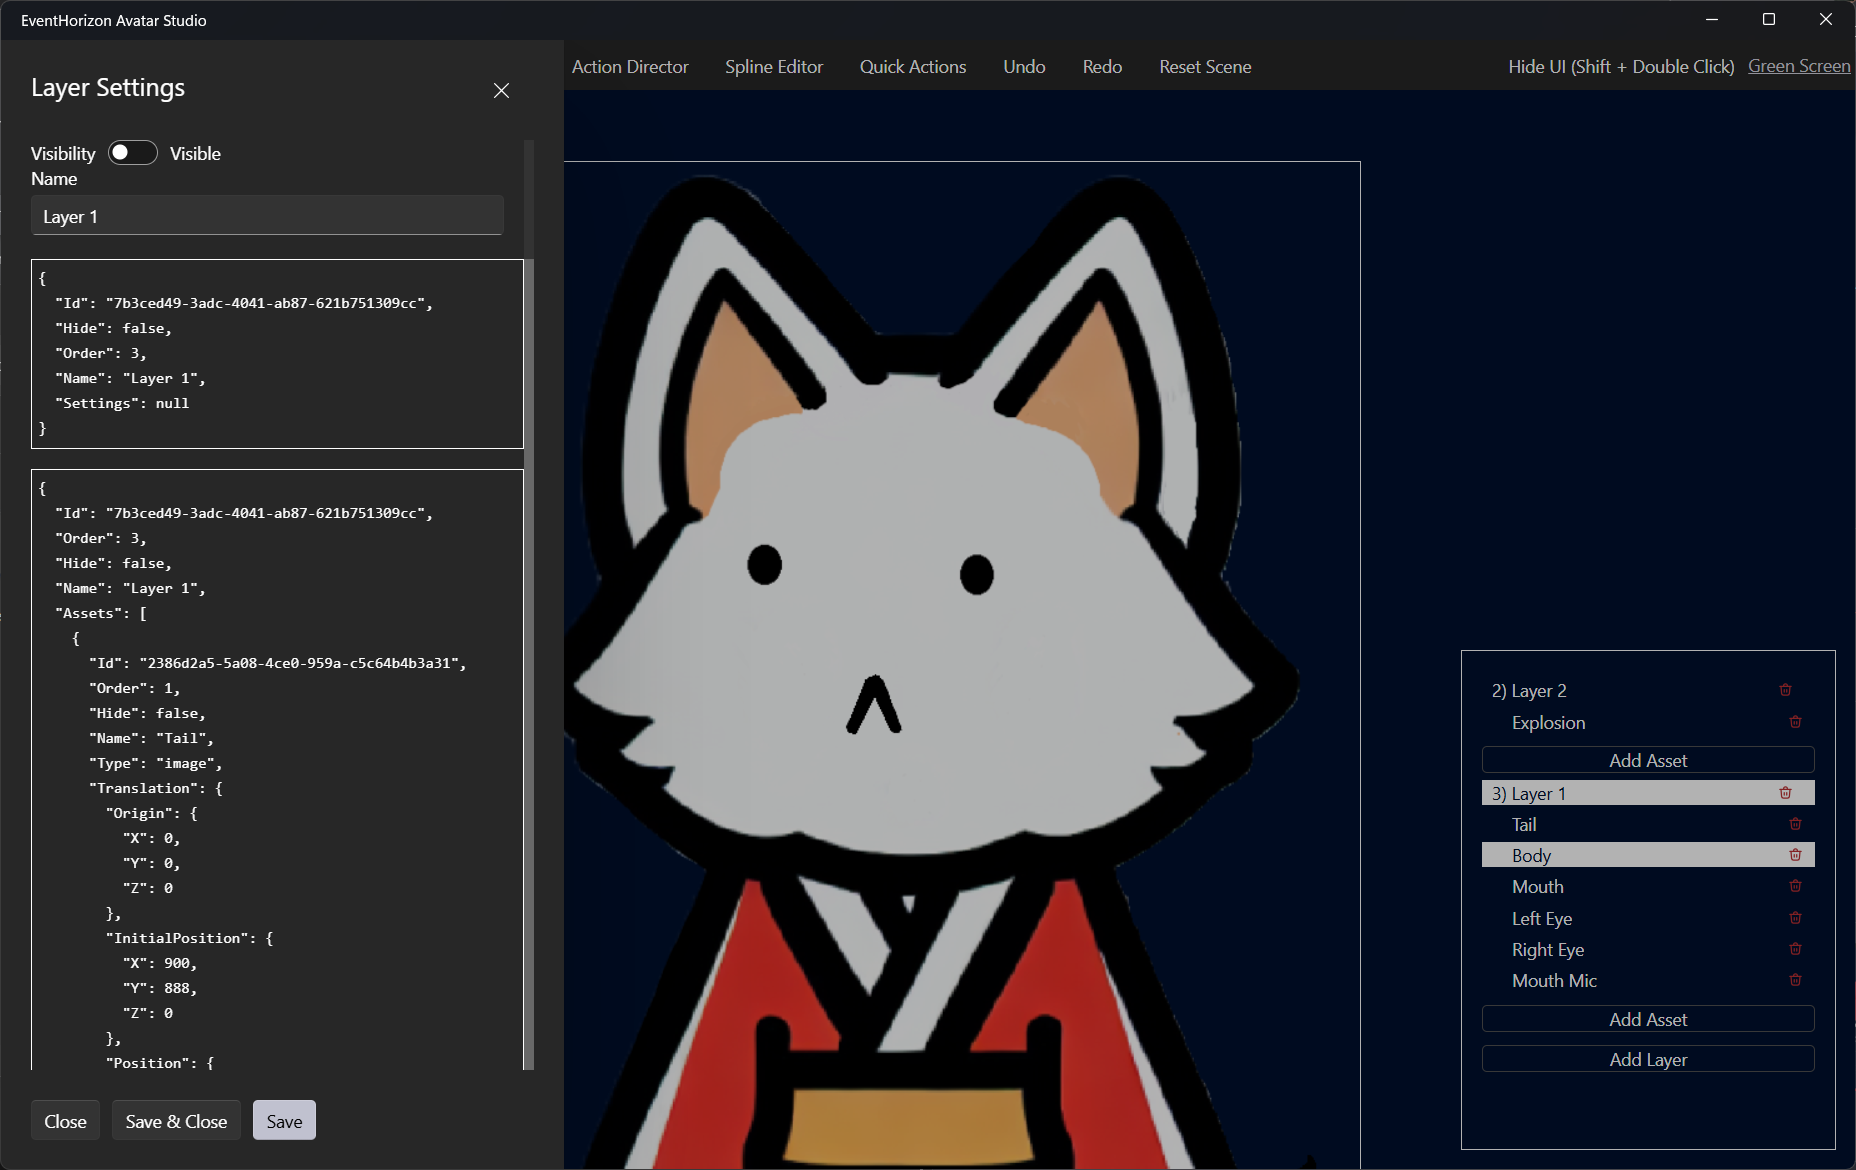 EventHorizon Avatar Studio
Action Director Spline Editor Quick Actions Undo Redo Reset Scene Hide UI (Shift + Double Click) Green Screen
Layer Settings
Visibility Visible
Name
Layer 1
{
"Id": "7b3ced49-3adc-4041-ab87-621b751309cc",
"Hide": false,
"Order": 3,
"Name": "Layer 1",
"Settings": null
}
{
"Id": "7b3ced49-3adc-4041-ab87-621b751309cc",
"Order": 3,
"Hide": false,
"Name": "Layer 1",
"Assets": [
{
"Id": "2386d2a5-5a08-4ce0-959a-c5c64b4b3a31",
"Order": 1,
"Hide": false,
"Name": "Tail",
"Type": "image",
"Translation": {
"Origin": {
"X": 0,
"Y": 0,
"Z": 0
},
"InitialPosition": {
"X": 900,
"Y": 888,
"Z": 0
},
"Position": {
Close Save & Close Save
2) Layer 2
Explosion
Add Asset
3) Layer 1
Tail
Body
Mouth
Left Eye
Right Eye
Mouth Mic
Add Asset
Add Layer